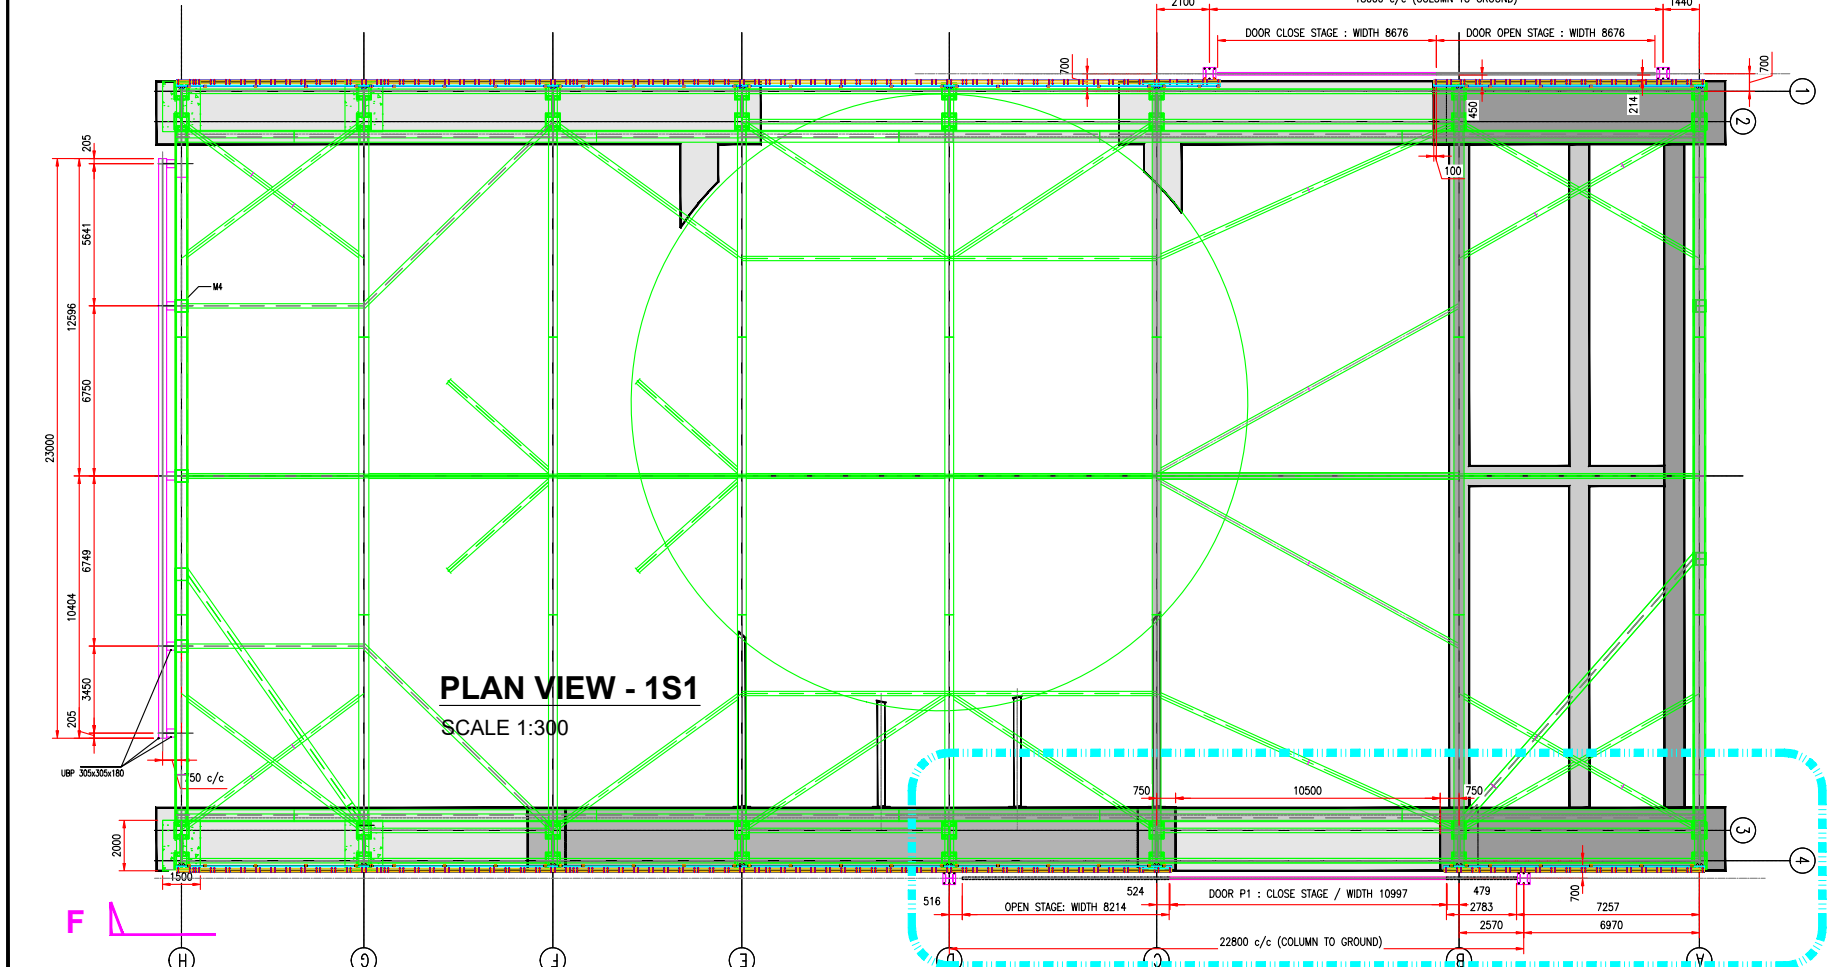 2100
1440
DOOR CLOSE STAGE : WIDTH 8676
DOOR OPEN STAGE : WIDTH 8676
700
700
450
214
1
2
100
205
5641
12596
M4
6750
23000
6749
10404
3450
205
PLAN VIEW - 1S1
SCALE 1:300
UBP 305x305x180
150 c/c
750
10500
750
3
4
2000
1500
F
516
524
OPEN STAGE: WIDTH 8214
DOOR P1 : CLOSE STAGE / WIDTH 10997
479
2783
700
7257
2570
6970
22800 c/c (COLUMN TO GROUND)
H
G
F
E
D
C
B
A